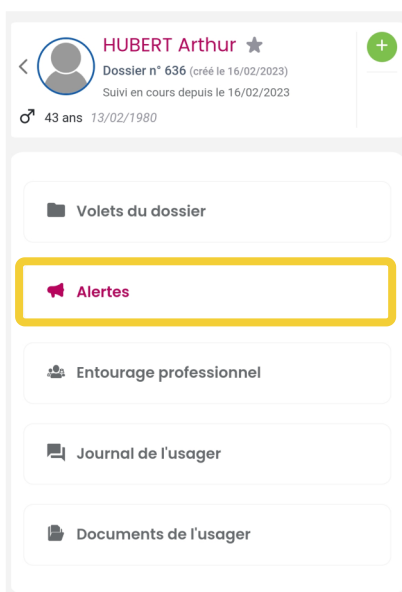 HUBERT Arthur
Dossier n° 636 (créé le 16/02/2023)
Suivi en cours depuis le 16/02/2023
43 ans 13/02/1980
Volets du dossier
Alertes
Entourage professionnel
Journal de l'usager
Documents de l'usager